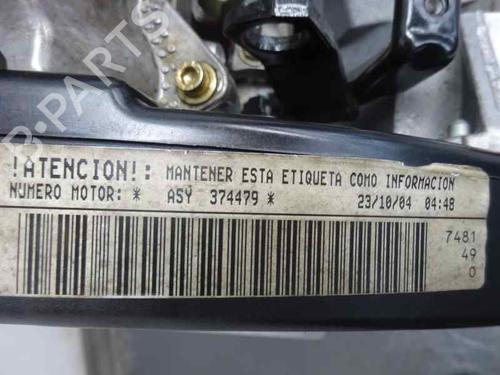 !ATENCION!: MANTENER ESTA ETIQUETA COMO INFORMACION
NUMERO MOTOR: * ASY 374479 * 23/10/04 04:48
7481
49
0
B-PARTS